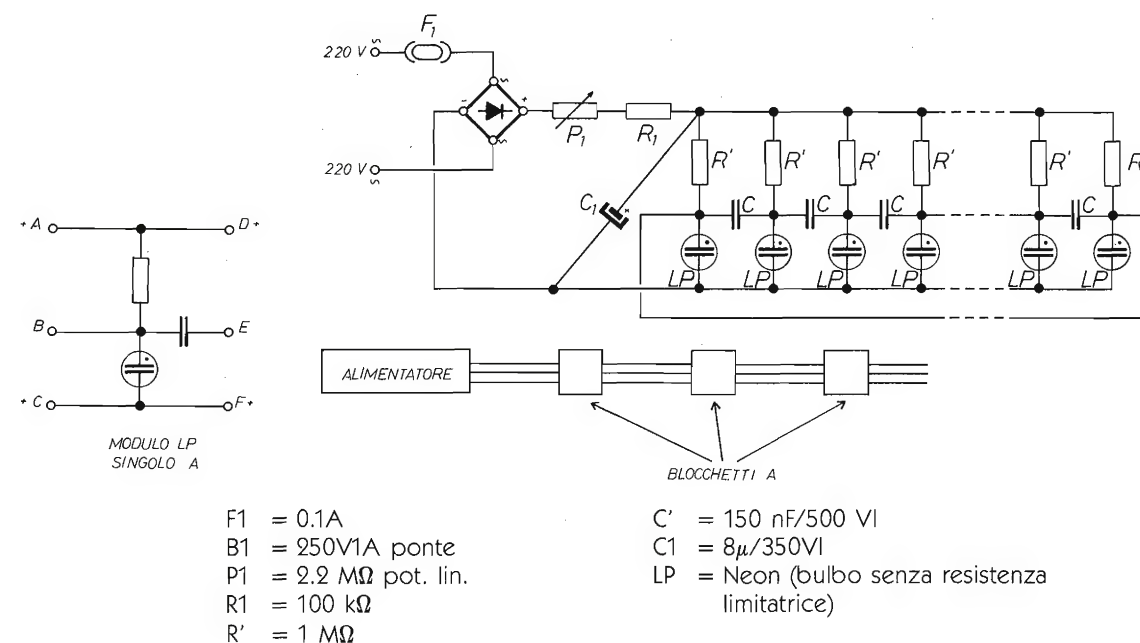 F1
220 V ~
~
- +
P1 R1
R' R' R' R' R' R
220 V ~
~
C1 +
C C C C
LP LP LP LP LP LP
+A D+
B E
+C F+
MODULO LP
SINGOLO A
ALIMENTATORE
BLOCCHETTI A
F1 = 0.1A
B1 = 250V1A ponte
P1 = 2.2 MΩ pot. lin.
R1 = 100 kΩ
R' = 1 MΩ
C' = 150 nF/500 Vl
C1 = 8μ/350Vl
LP = Neon (bulbo senza resistenza
limitatrice)